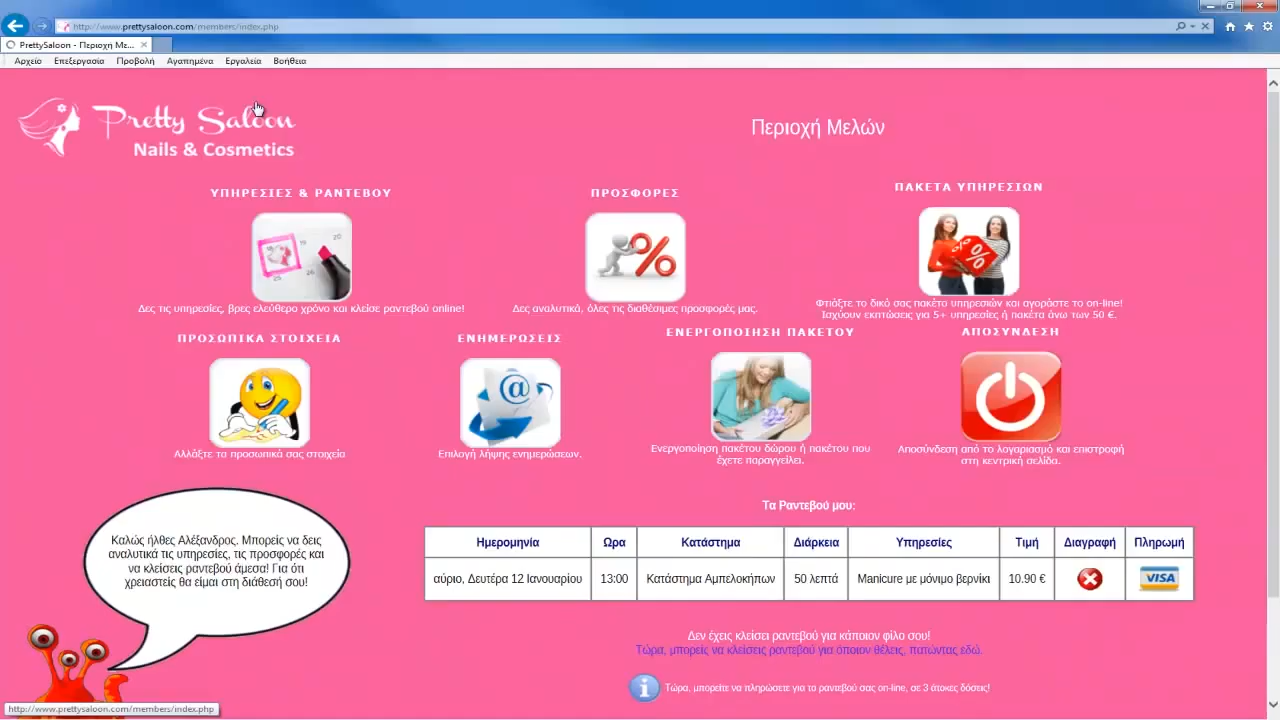 http://www.prettysaloon.com/members/index.php
PrettySaloon - Περιοχή Με...
Αρχείο Επεξεργασία Προβολή Αγαπημένα Εργαλεία Βοήθεια
Pretty Saloon
Nails & Cosmetics
Περιοχή Μελών
ΥΠΗΡΕΣΙΕΣ & ΡΑΝΤΕΒΟΥ
Δες τις υπηρεσίες, βρες ελεύθερο χρόνο και κλείσε ραντεβού online!
ΠΡΟΣΦΟΡΕΣ
Δες αναλυτικά, όλες τις διαθέσιμες προσφορές μας.
ΠΑΚΕΤΑ ΥΠΗΡΕΣΙΩΝ
Φτιάξτε το δικό σας πακέτο υπηρεσιών και αγοράστε το on-line!
Ισχύουν εκπτώσεις για 5+ υπηρεσίες ή πακέτα άνω των 50 €.
ΠΡΟΣΩΠΙΚΑ ΣΤΟΙΧΕΙΑ
Αλλάξτε τα προσωπικά σας στοιχεία
ΕΝΗΜΕΡΩΣΕΙΣ
Επιλογή λήψης ενημερώσεων.
ΕΝΕΡΓΟΠΟΙΗΣΗ ΠΑΚΕΤΟΥ
Ενεργοποίηση πακέτου δώρου ή πακέτου που
έχετε παραγγείλει.
ΑΠΟΣΥΝΔΕΣΗ
Αποσύνδεση από το λογαριασμό και επιστροφή
στη κεντρική σελίδα.
Καλώς ήλθες Αλέξανδρος. Μπορείς να δεις
αναλυτικά τις υπηρεσίες, τις προσφορές και
να κλείσεις ραντεβού άμεσα! Για ότι
χρειαστείς θα είμαι στη διάθεσή σου!
Τα Ραντεβού μου:
Ημερομηνία Ωρα Κατάστημα Διάρκεια Υπηρεσίες Τιμή Διαγραφή Πληρωμή
αύριο, Δευτέρα 12 Ιανουαρίου 13:00 Κατάστημα Αμπελοκήπων 50 λεπτά Manicure με μόνιμο βερνίκι 10.90 € VISA
Δεν έχεις κλείσει ραντεβού για κάποιον φίλο σου!
Τώρα, μπορείς να κλείσεις ραντεβού για όποιον θέλεις, πατώντας εδώ.
Τώρα, μπορείτε να πληρώσετε για τα ραντεβού σας on-line, σε 3 άτοκες δόσεις!
http://www.prettysaloon.com/members/index.php